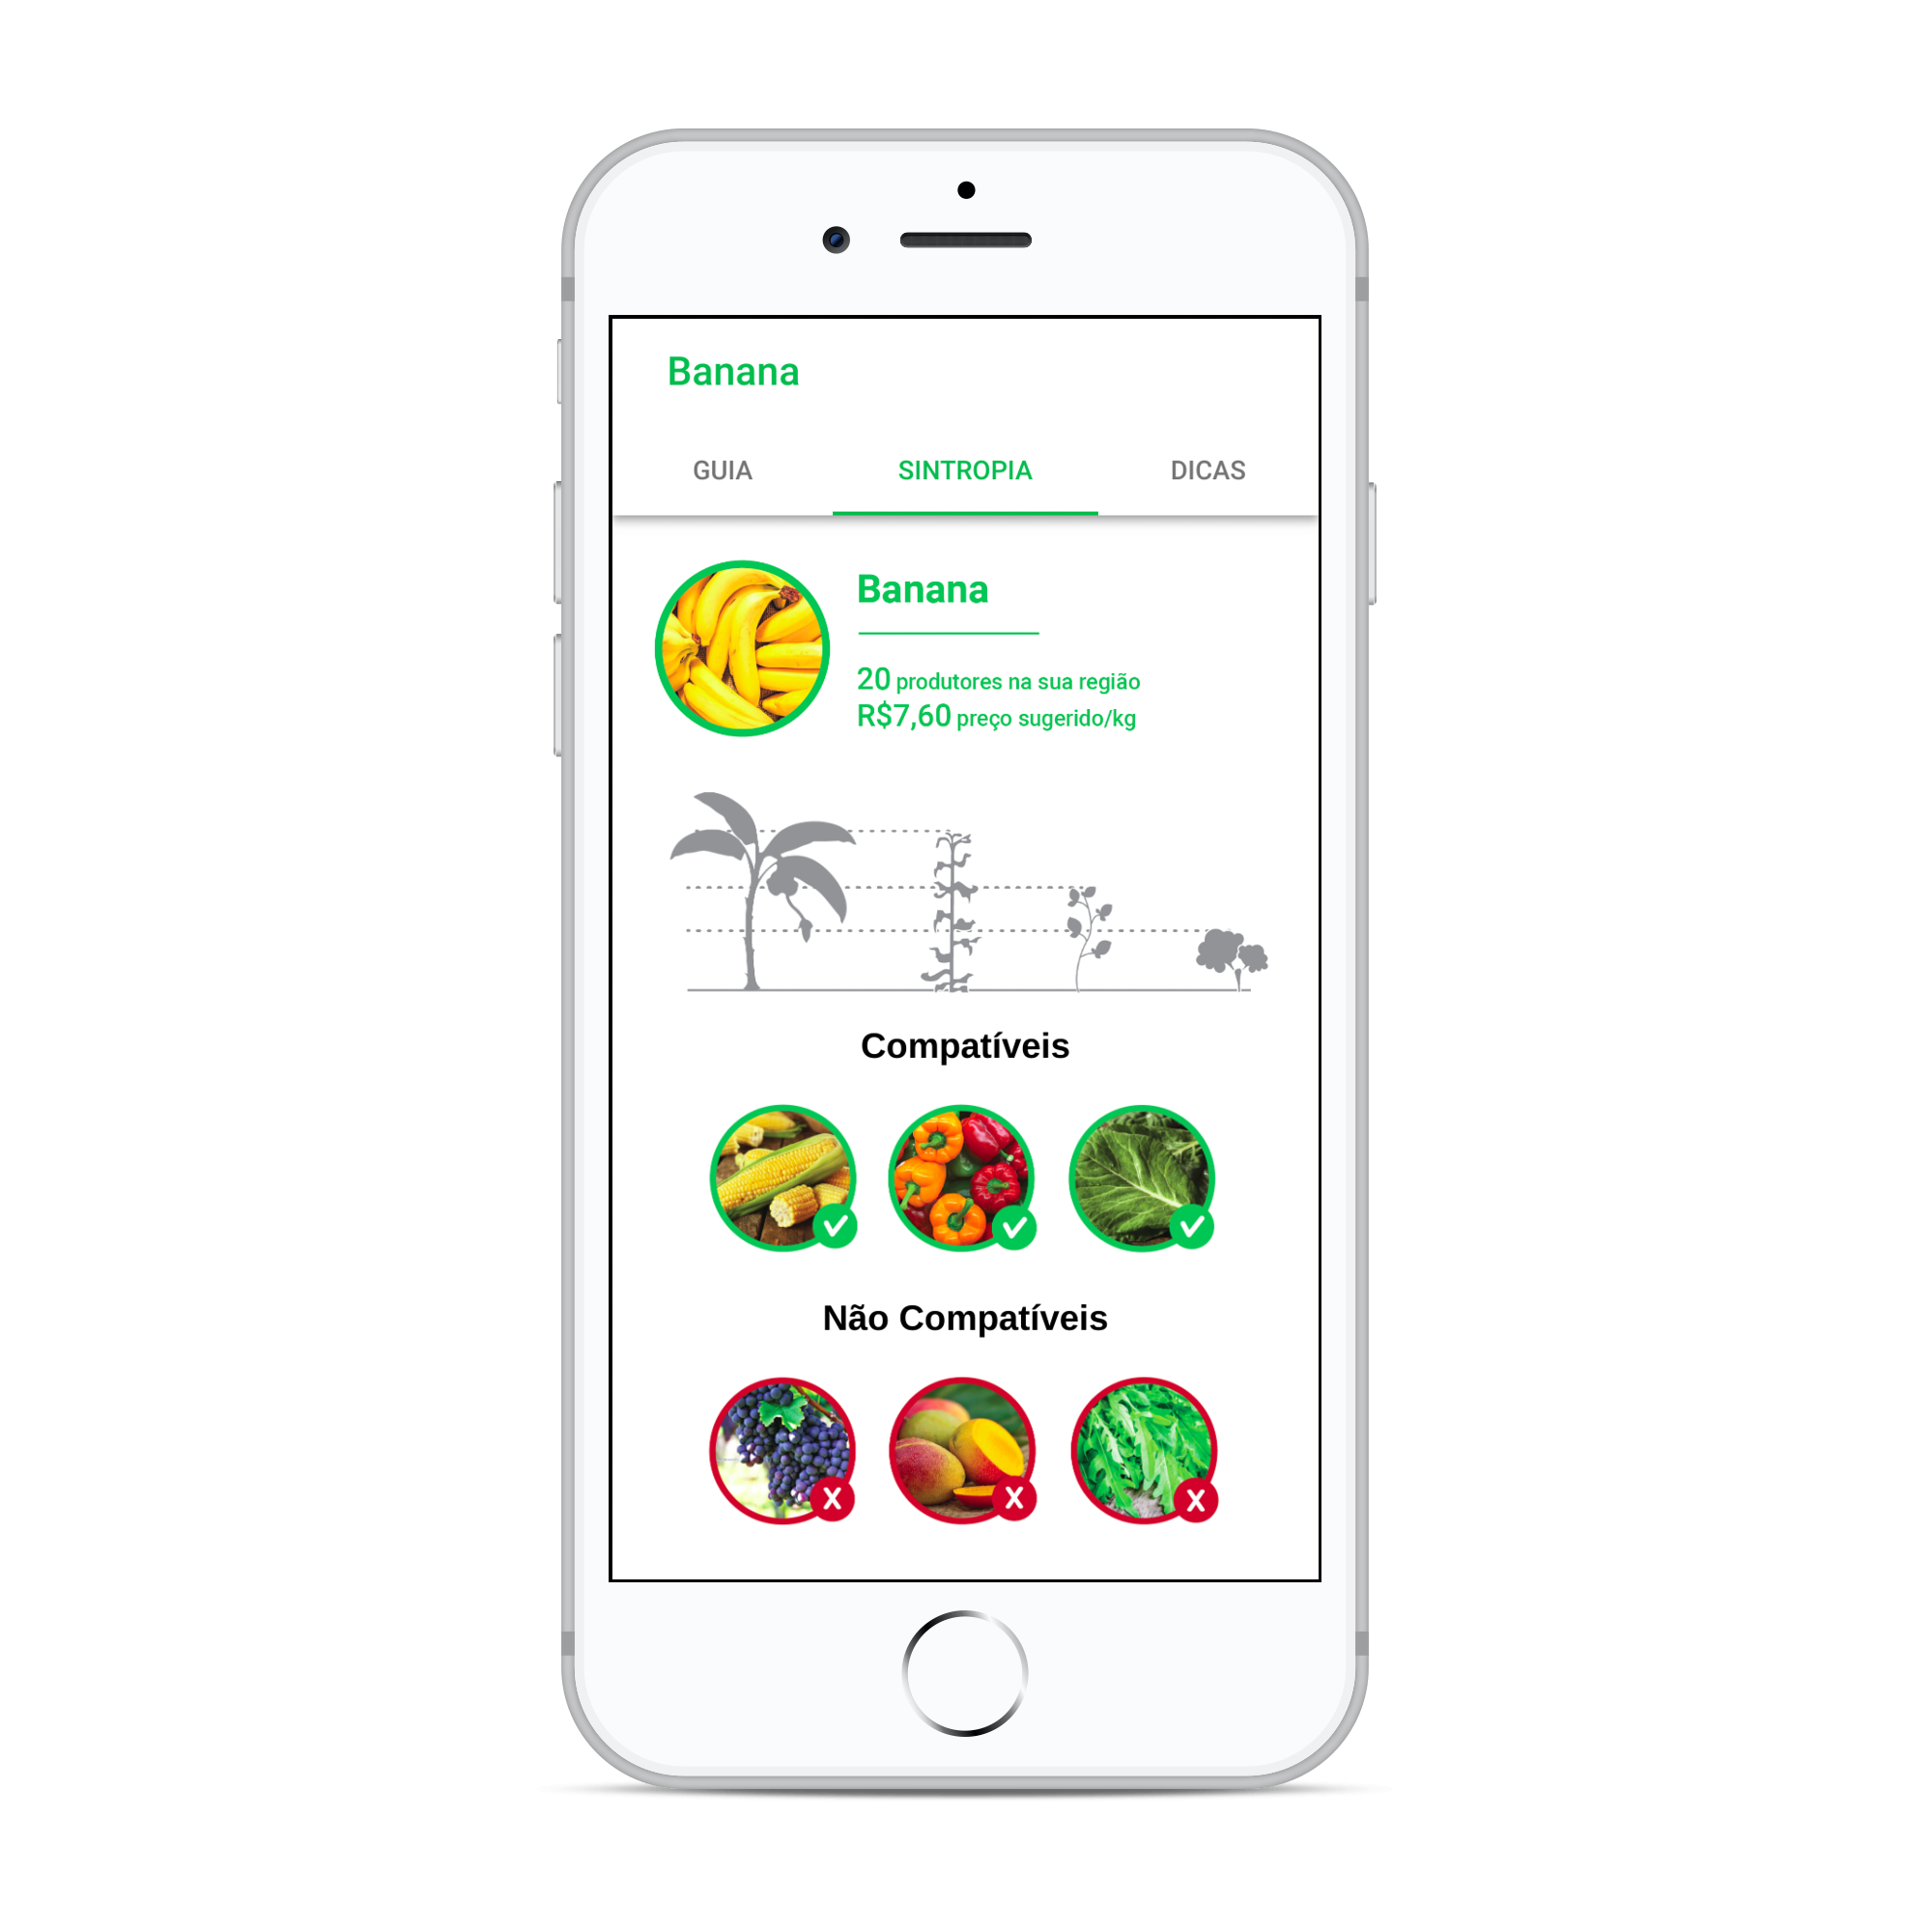 Banana
GUIA SINTROPIA DICAS
Banana
20 produtores na sua região
R$7,60 preço sugerido/kg
Compatíveis
Não Compatíveis
X X X